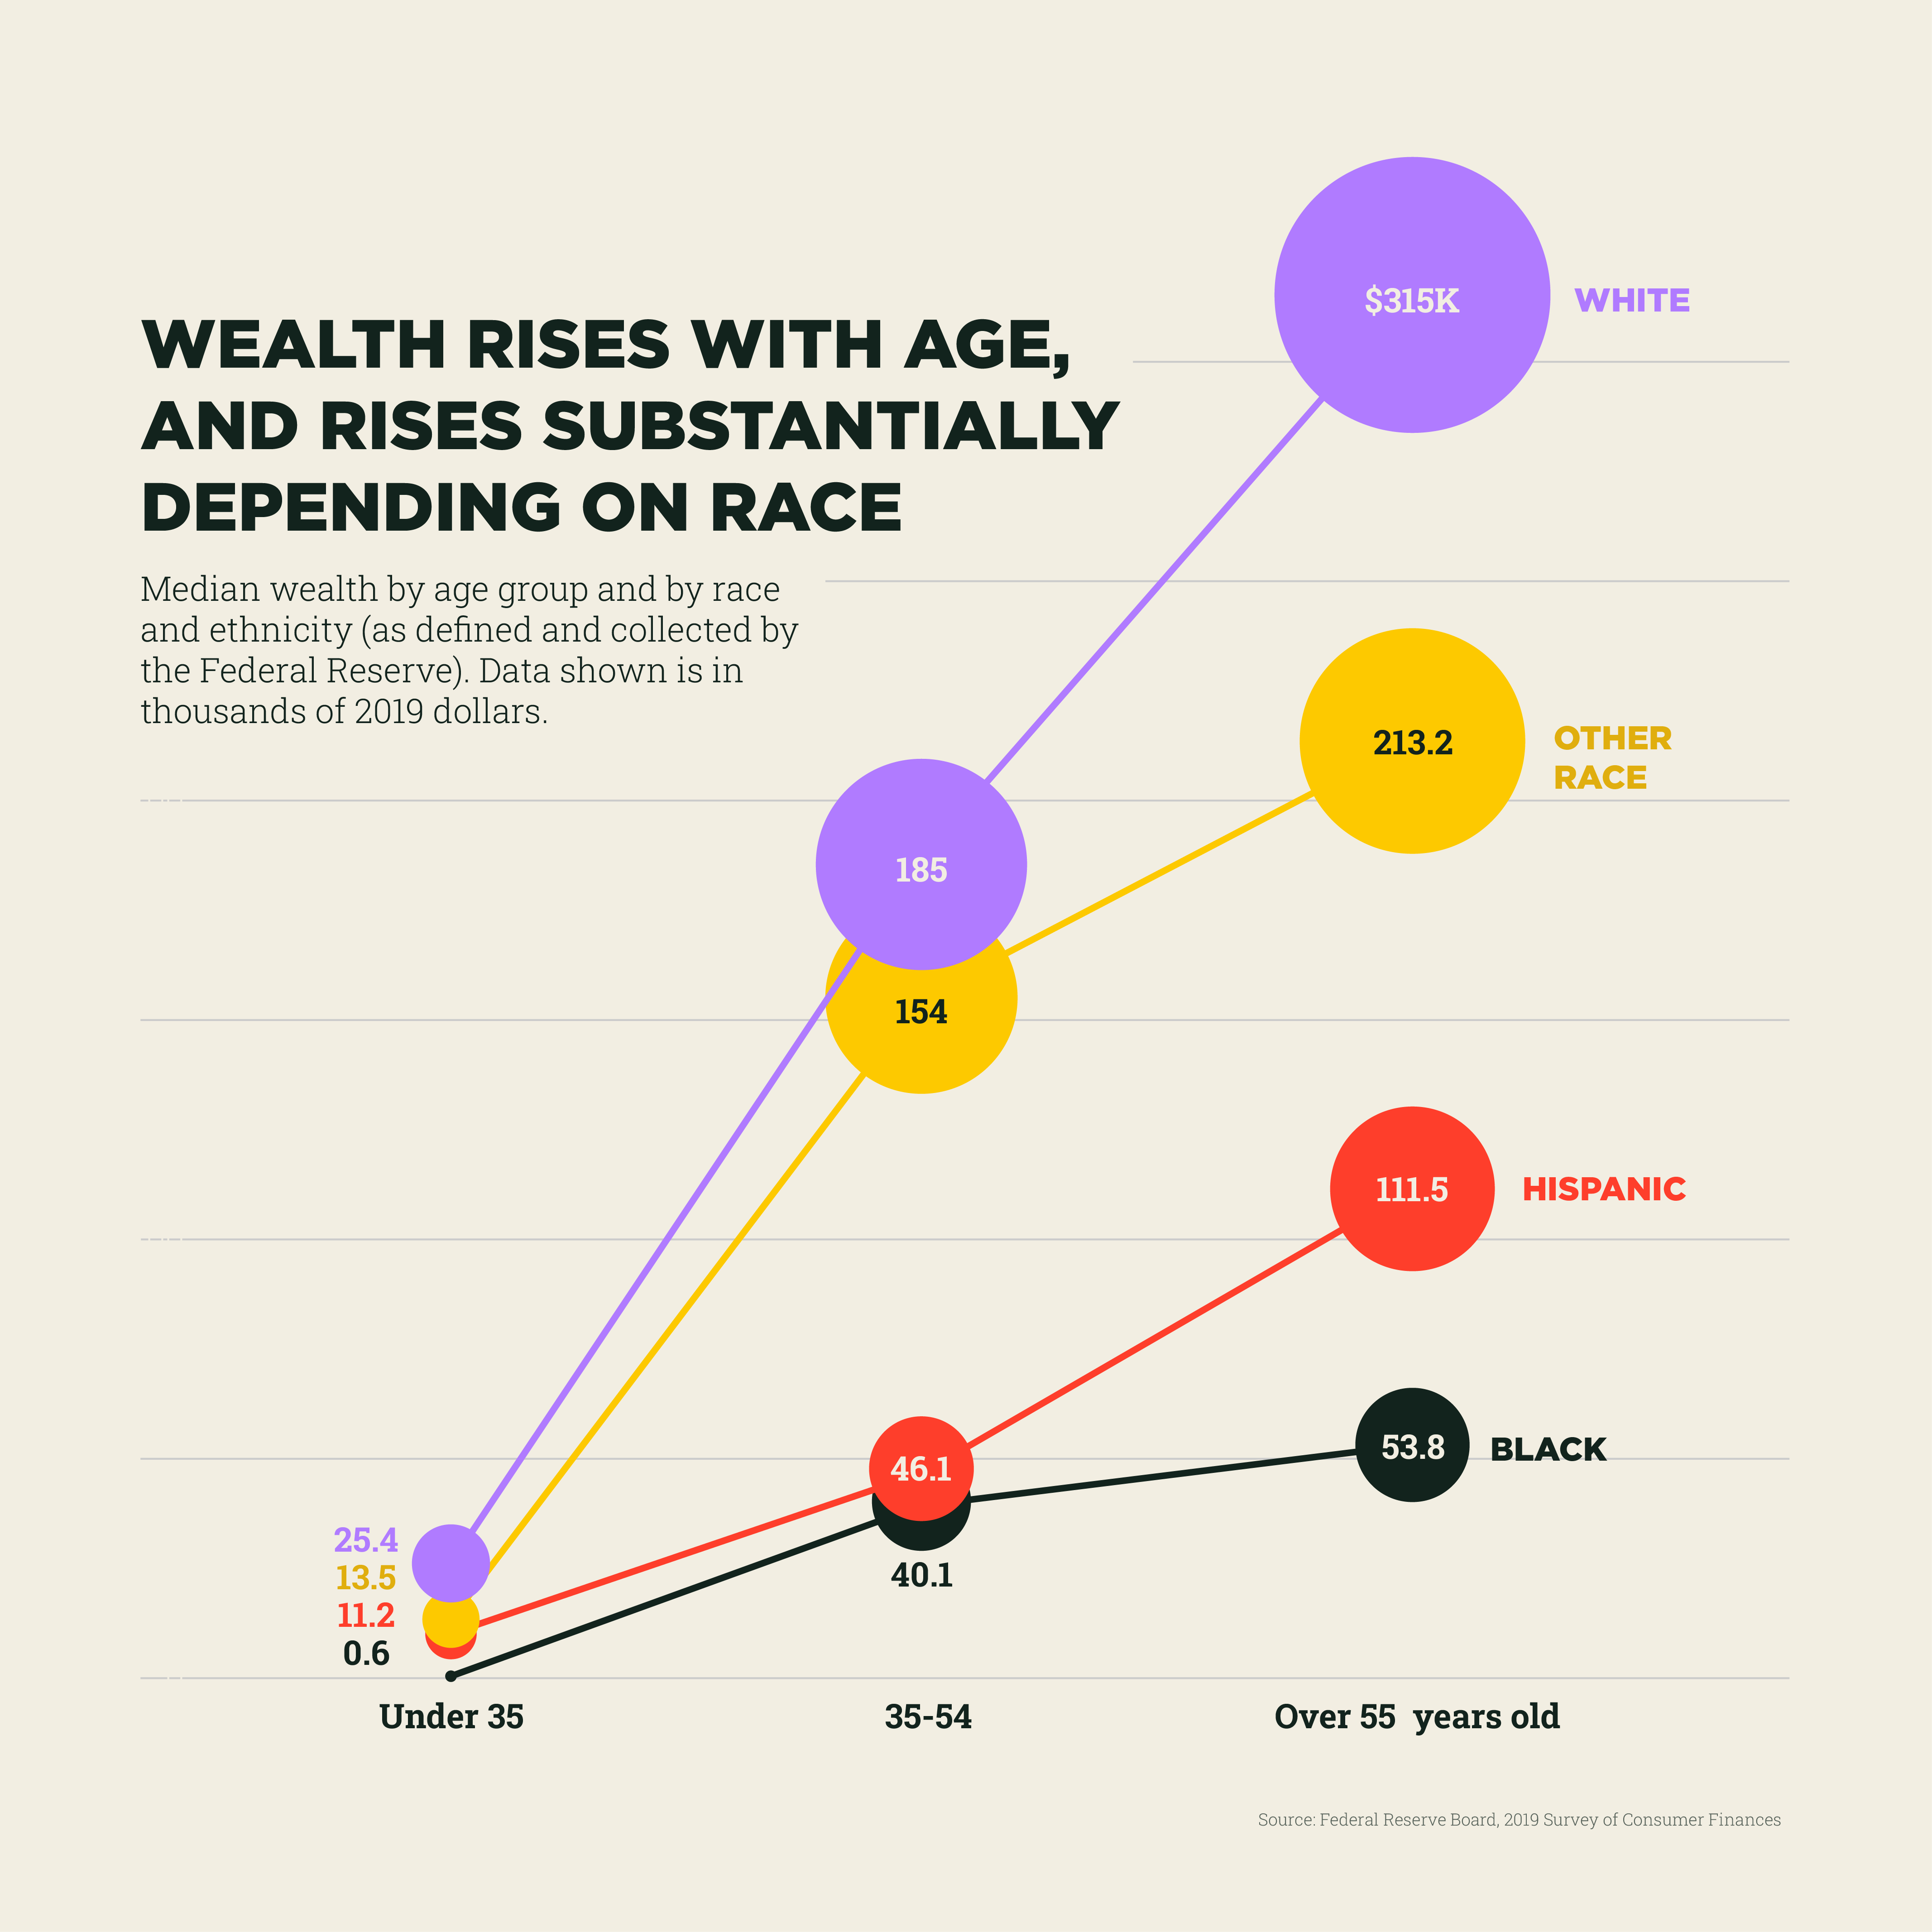 WEALTH RISES WITH AGE,
AND RISES SUBSTANTIALLY
DEPENDING ON RACE
Median wealth by age group and by race
and ethnicity (as defined and collected by
the Federal Reserve). Data shown is in
thousands of 2019 dollars.
$315K
WHITE
213.2
OTHER
RACE
185
154
111.5
HISPANIC
46.1
53.8
BLACK
40.1
25.4
13.5
11.2
0.6
Under 35
35-54
Over 55  years old
Source: Federal Reserve Board, 2019 Survey of Consumer Finances